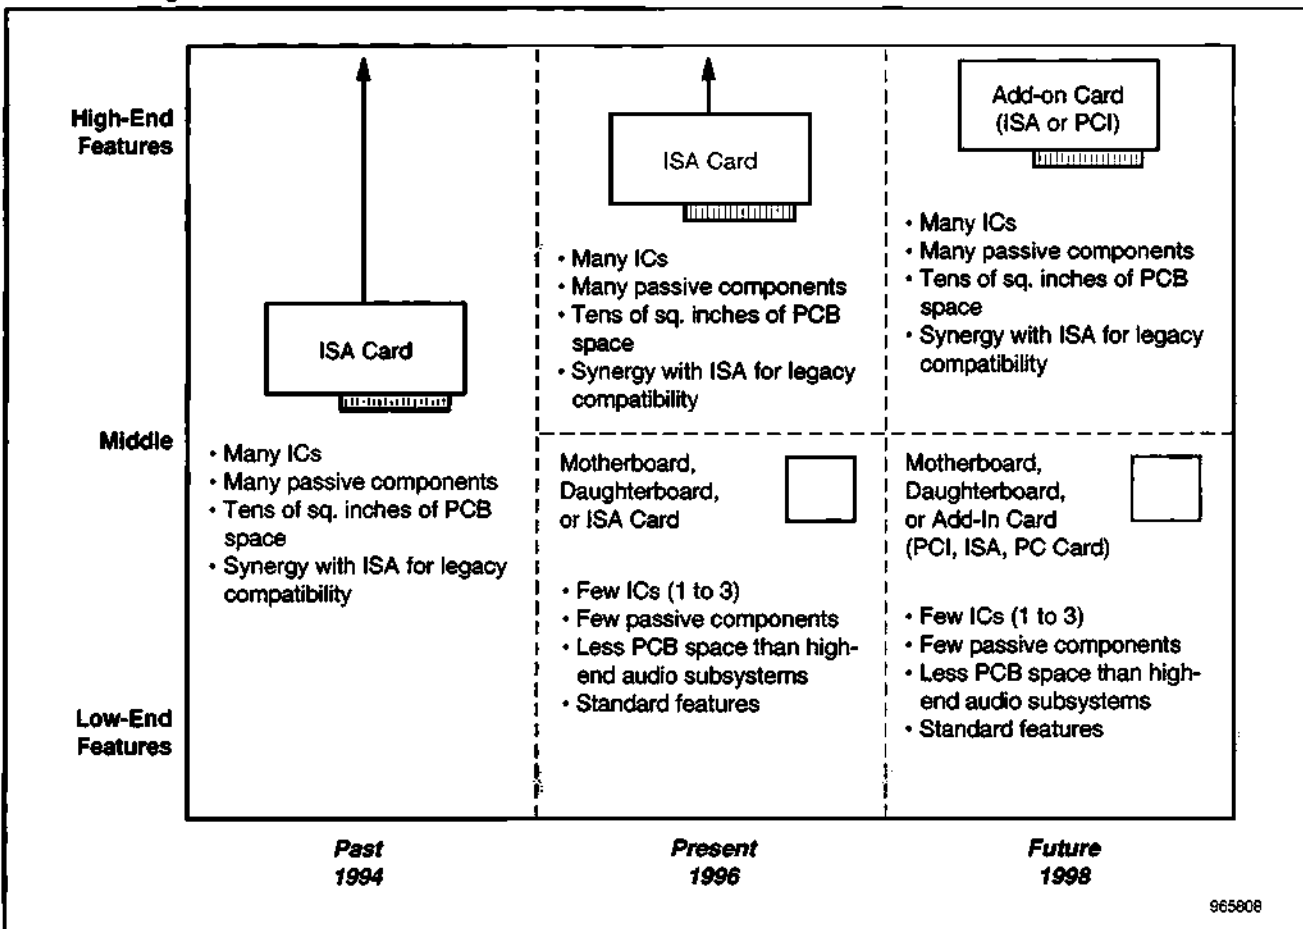 High-End
Features
Middle
Low-End
Features
ISA Card
• Many ICs
• Many passive components
• Tens of sq. inches of PCB
space
• Synergy with ISA for legacy
compatibility
ISA Card
• Many ICs
• Many passive components
• Tens of sq. inches of PCB
space
• Synergy with ISA for legacy
compatibility
Motherboard,
Daughterboard,
or ISA Card
• Few ICs (1 to 3)
• Few passive components
• Less PCB space than high-
end audio subsystems
• Standard features
Add-on Card
(ISA or PCI)
• Many ICs
• Many passive components
• Tens of sq. inches of PCB
space
• Synergy with ISA for legacy
compatibility
Motherboard,
Daughterboard,
or Add-In Card
(PCI, ISA, PC Card)
• Few ICs (1 to 3)
• Few passive components
• Less PCB space than high-
end audio subsystems
• Standard features
Past
1994
Present
1996
Future
1998
965808